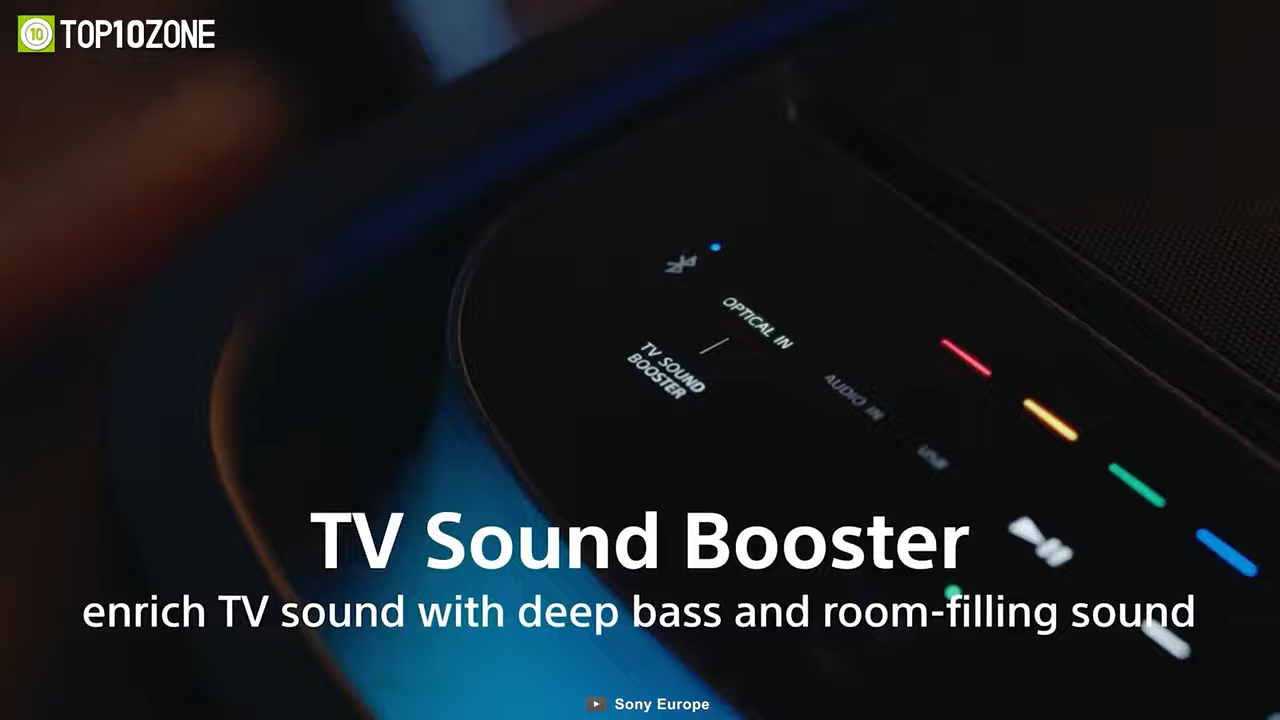 TOP10ZONE
OPTICAL IN
TV SOUND
BOOSTER
AUDIO IN
USB
TV Sound Booster
enrich TV sound with deep bass and room-filling sound
Sony Europe